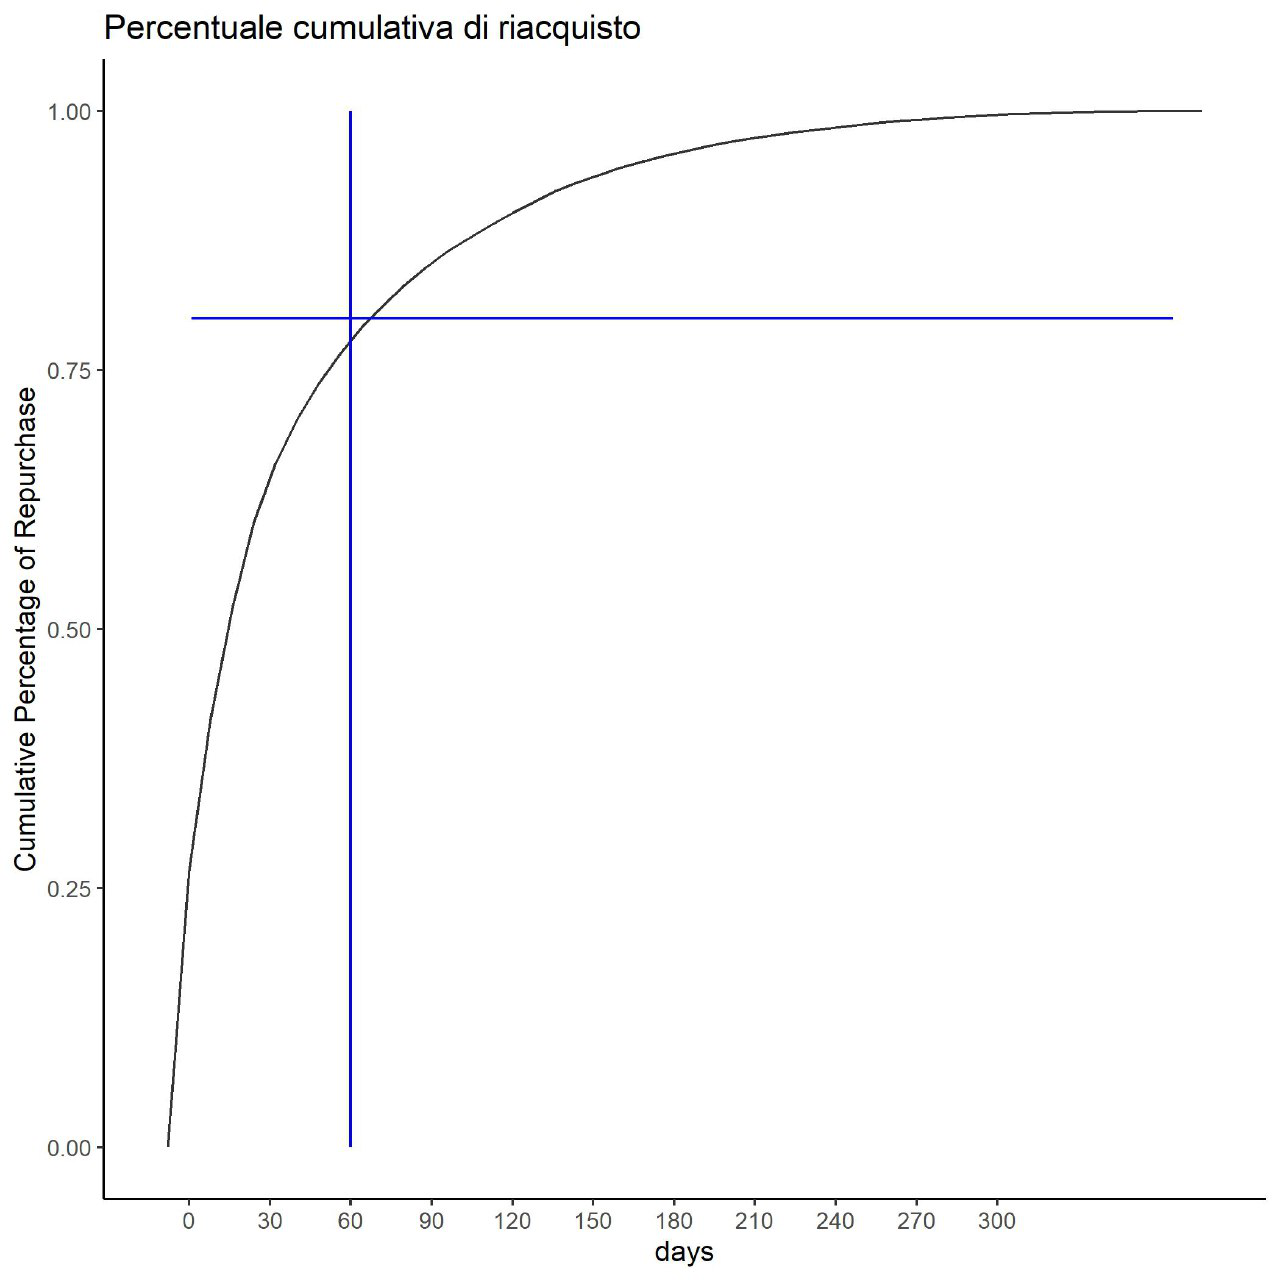 Percentuale cumulativa di riacquisto
Cumulative Percentage of Repurchase
1.00
0.75
0.50
0.25
0.00
0 30 60 90 120 150 180 210 240 270 300
days